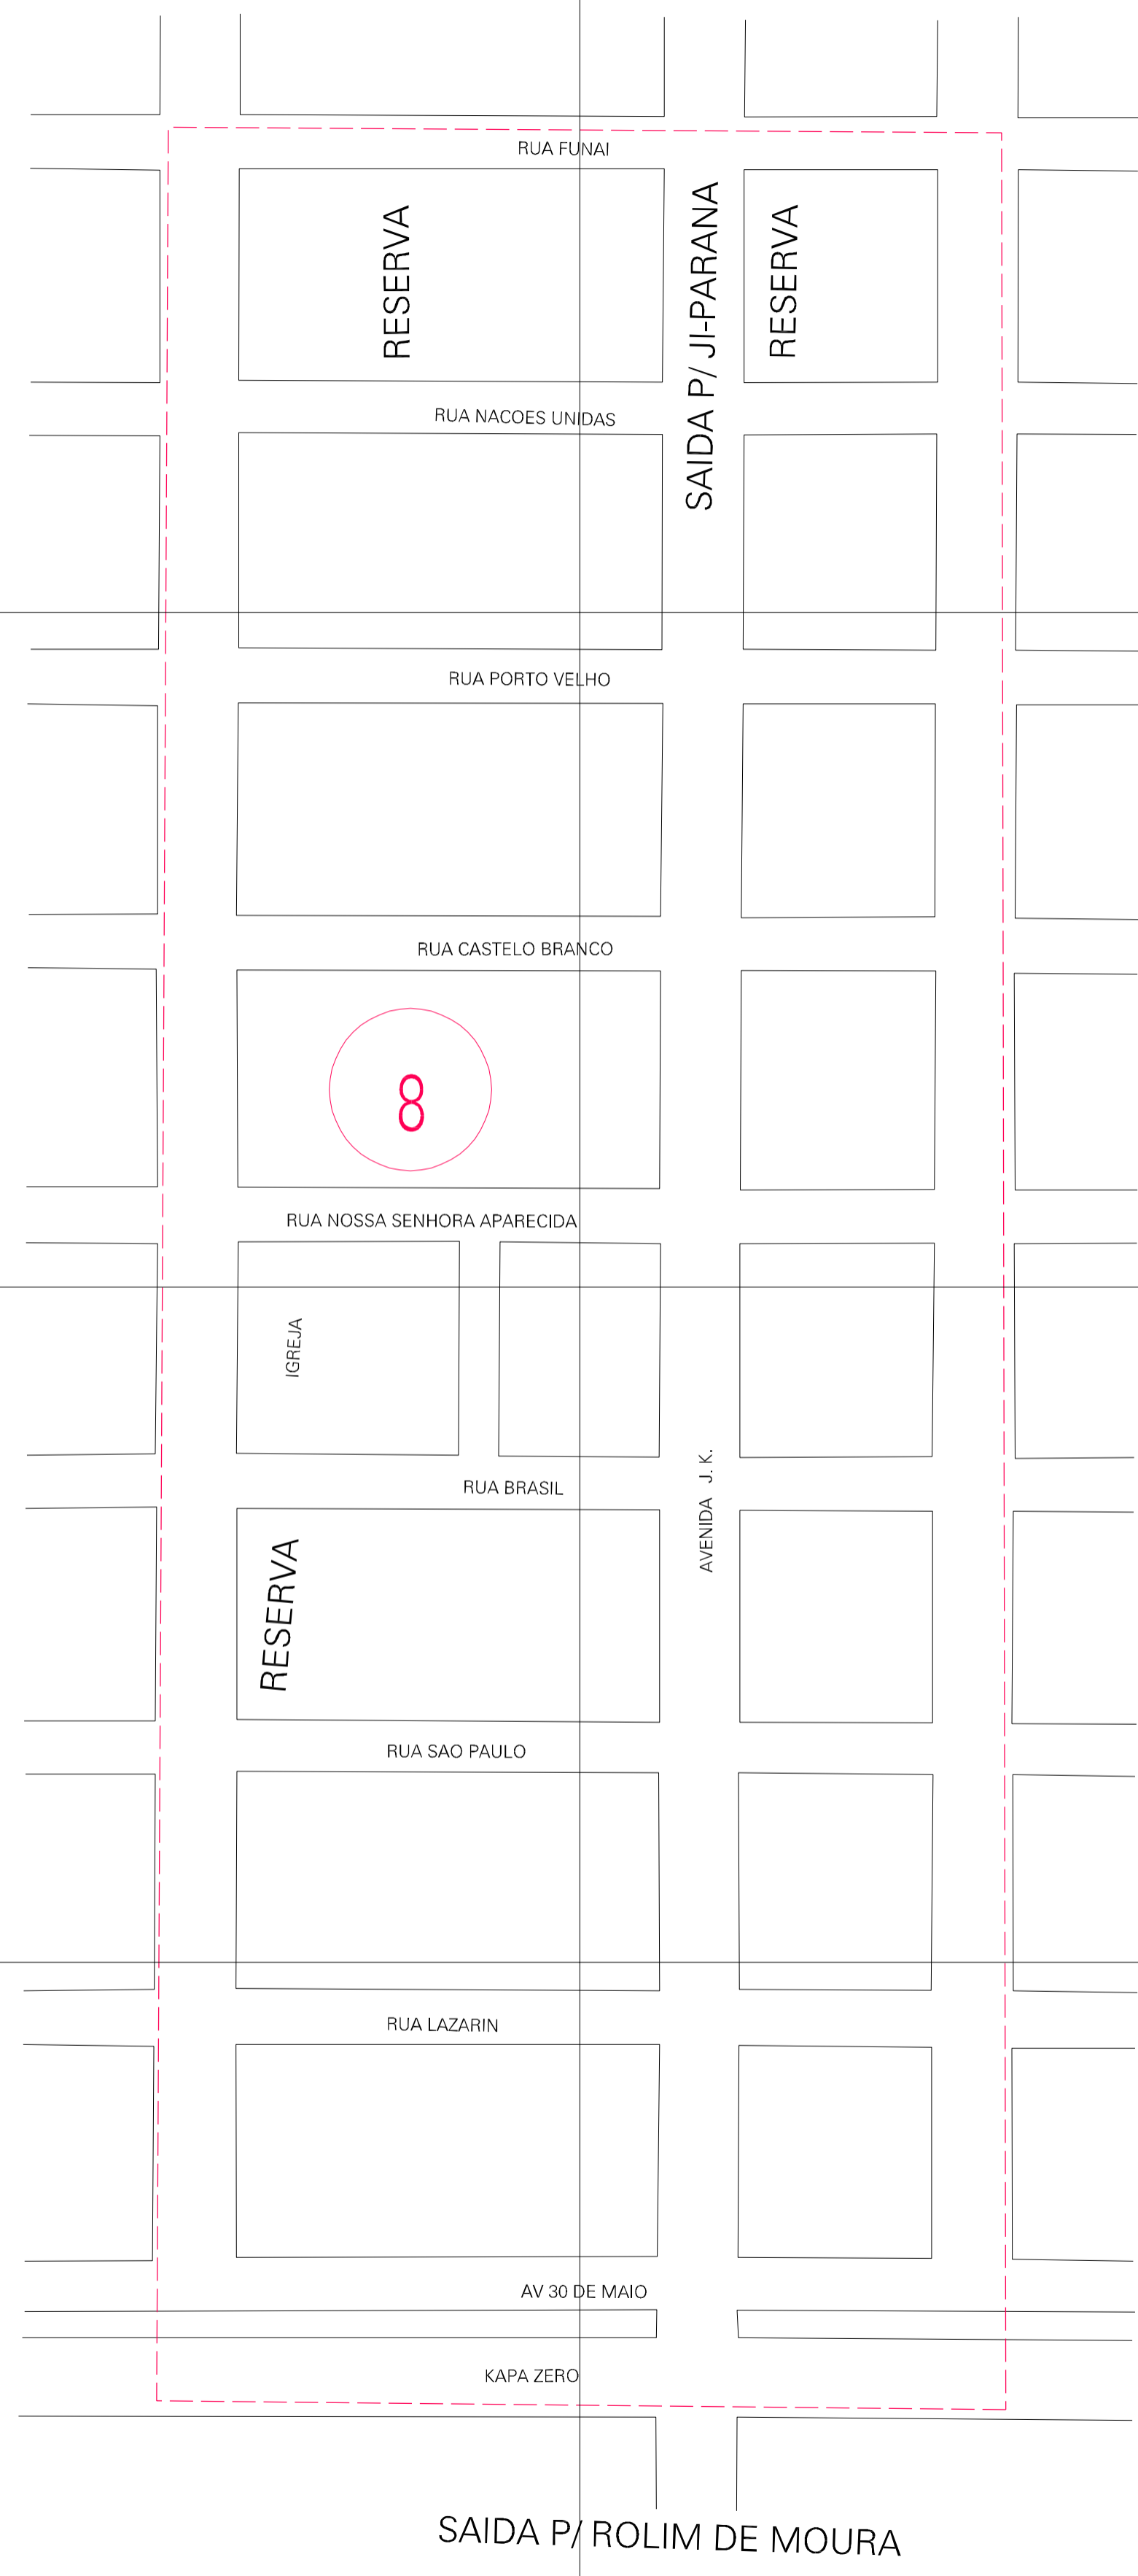 RUA FUNAI
RESERVA
SAIDA P/ JI-PARANA
RESERVA
RUA NACOES UNIDAS
RUA PORTO VELHO
RUA CASTELO BRANCO
8
RUA NOSSA SENHORA APARECIDA
IGREJA
AVENIDA J. K.
RUA BRASIL
RESERVA
RUA SAO PAULO
RUA LAZARIN
AV 30 DE MAIO
KAPA ZERO
SAIDA P/ ROLIM DE MOURA